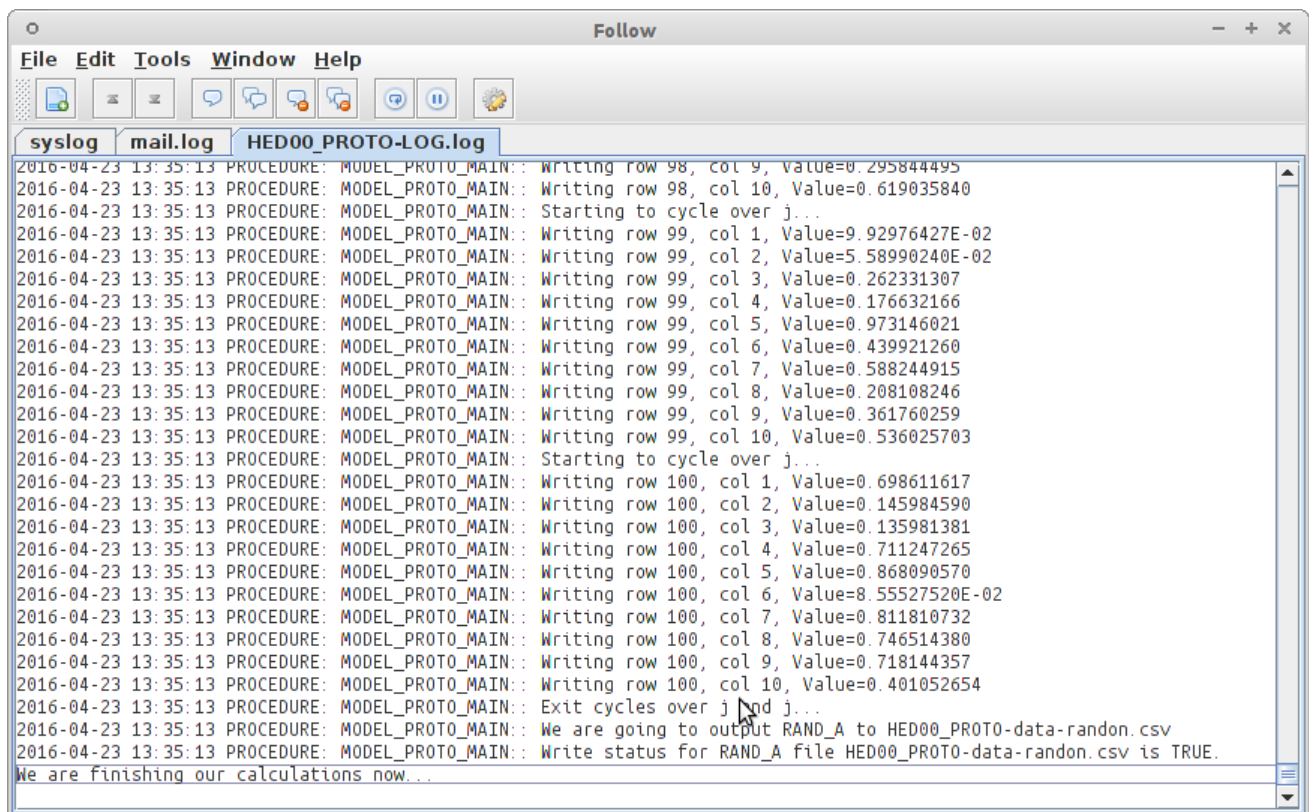 Follow
File Edit Tools Window Help
syslog mail.log HED00_PROTO-LOG.log
2016-04-23 13:35:13 PROCEDURE: MODEL_PROTO_MAIN:: Writing row 98, col 9, Value=0.295844495
2016-04-23 13:35:13 PROCEDURE: MODEL_PROTO_MAIN:: Writing row 98, col 10, Value=0.619035840
2016-04-23 13:35:13 PROCEDURE: MODEL_PROTO_MAIN:: Starting to cycle over j...
2016-04-23 13:35:13 PROCEDURE: MODEL_PROTO_MAIN:: Writing row 99, col 1, Value=9.92976427E-02
2016-04-23 13:35:13 PROCEDURE: MODEL_PROTO_MAIN:: Writing row 99, col 2, Value=5.58990240E-02
2016-04-23 13:35:13 PROCEDURE: MODEL_PROTO_MAIN:: Writing row 99, col 3, Value=0.262331307
2016-04-23 13:35:13 PROCEDURE: MODEL_PROTO_MAIN:: Writing row 99, col 4, Value=0.176632166
2016-04-23 13:35:13 PROCEDURE: MODEL_PROTO_MAIN:: Writing row 99, col 5, Value=0.973146021
2016-04-23 13:35:13 PROCEDURE: MODEL_PROTO_MAIN:: Writing row 99, col 6, Value=0.439921260
2016-04-23 13:35:13 PROCEDURE: MODEL_PROTO_MAIN:: Writing row 99, col 7, Value=0.588244915
2016-04-23 13:35:13 PROCEDURE: MODEL_PROTO_MAIN:: Writing row 99, col 8, Value=0.208108246
2016-04-23 13:35:13 PROCEDURE: MODEL_PROTO_MAIN:: Writing row 99, col 9, Value=0.361760259
2016-04-23 13:35:13 PROCEDURE: MODEL_PROTO_MAIN:: Writing row 99, col 10, Value=0.536025703
2016-04-23 13:35:13 PROCEDURE: MODEL_PROTO_MAIN:: Starting to cycle over j...
2016-04-23 13:35:13 PROCEDURE: MODEL_PROTO_MAIN:: Writing row 100, col 1, Value=0.698611617
2016-04-23 13:35:13 PROCEDURE: MODEL_PROTO_MAIN:: Writing row 100, col 2, Value=0.145984590
2016-04-23 13:35:13 PROCEDURE: MODEL_PROTO_MAIN:: Writing row 100, col 3, Value=0.135981381
2016-04-23 13:35:13 PROCEDURE: MODEL_PROTO_MAIN:: Writing row 100, col 4, Value=0.711247265
2016-04-23 13:35:13 PROCEDURE: MODEL_PROTO_MAIN:: Writing row 100, col 5, Value=0.868090570
2016-04-23 13:35:13 PROCEDURE: MODEL_PROTO_MAIN:: Writing row 100, col 6, Value=8.55527520E-02
2016-04-23 13:35:13 PROCEDURE: MODEL_PROTO_MAIN:: Writing row 100, col 7, Value=0.811810732
2016-04-23 13:35:13 PROCEDURE: MODEL_PROTO_MAIN:: Writing row 100, col 8, Value=0.746514380
2016-04-23 13:35:13 PROCEDURE: MODEL_PROTO_MAIN:: Writing row 100, col 9, Value=0.718144357
2016-04-23 13:35:13 PROCEDURE: MODEL_PROTO_MAIN:: Writing row 100, col 10, Value=0.401052654
2016-04-23 13:35:13 PROCEDURE: MODEL_PROTO_MAIN:: Exit cycles over j and j...
2016-04-23 13:35:13 PROCEDURE: MODEL_PROTO_MAIN:: We are going to output RAND_A to HED00_PROTO-data-randon.csv
2016-04-23 13:35:13 PROCEDURE: MODEL_PROTO_MAIN:: Write status for RAND_A file HED00_PROTO-data-randon.csv is TRUE.
We are finishing our calculations now...